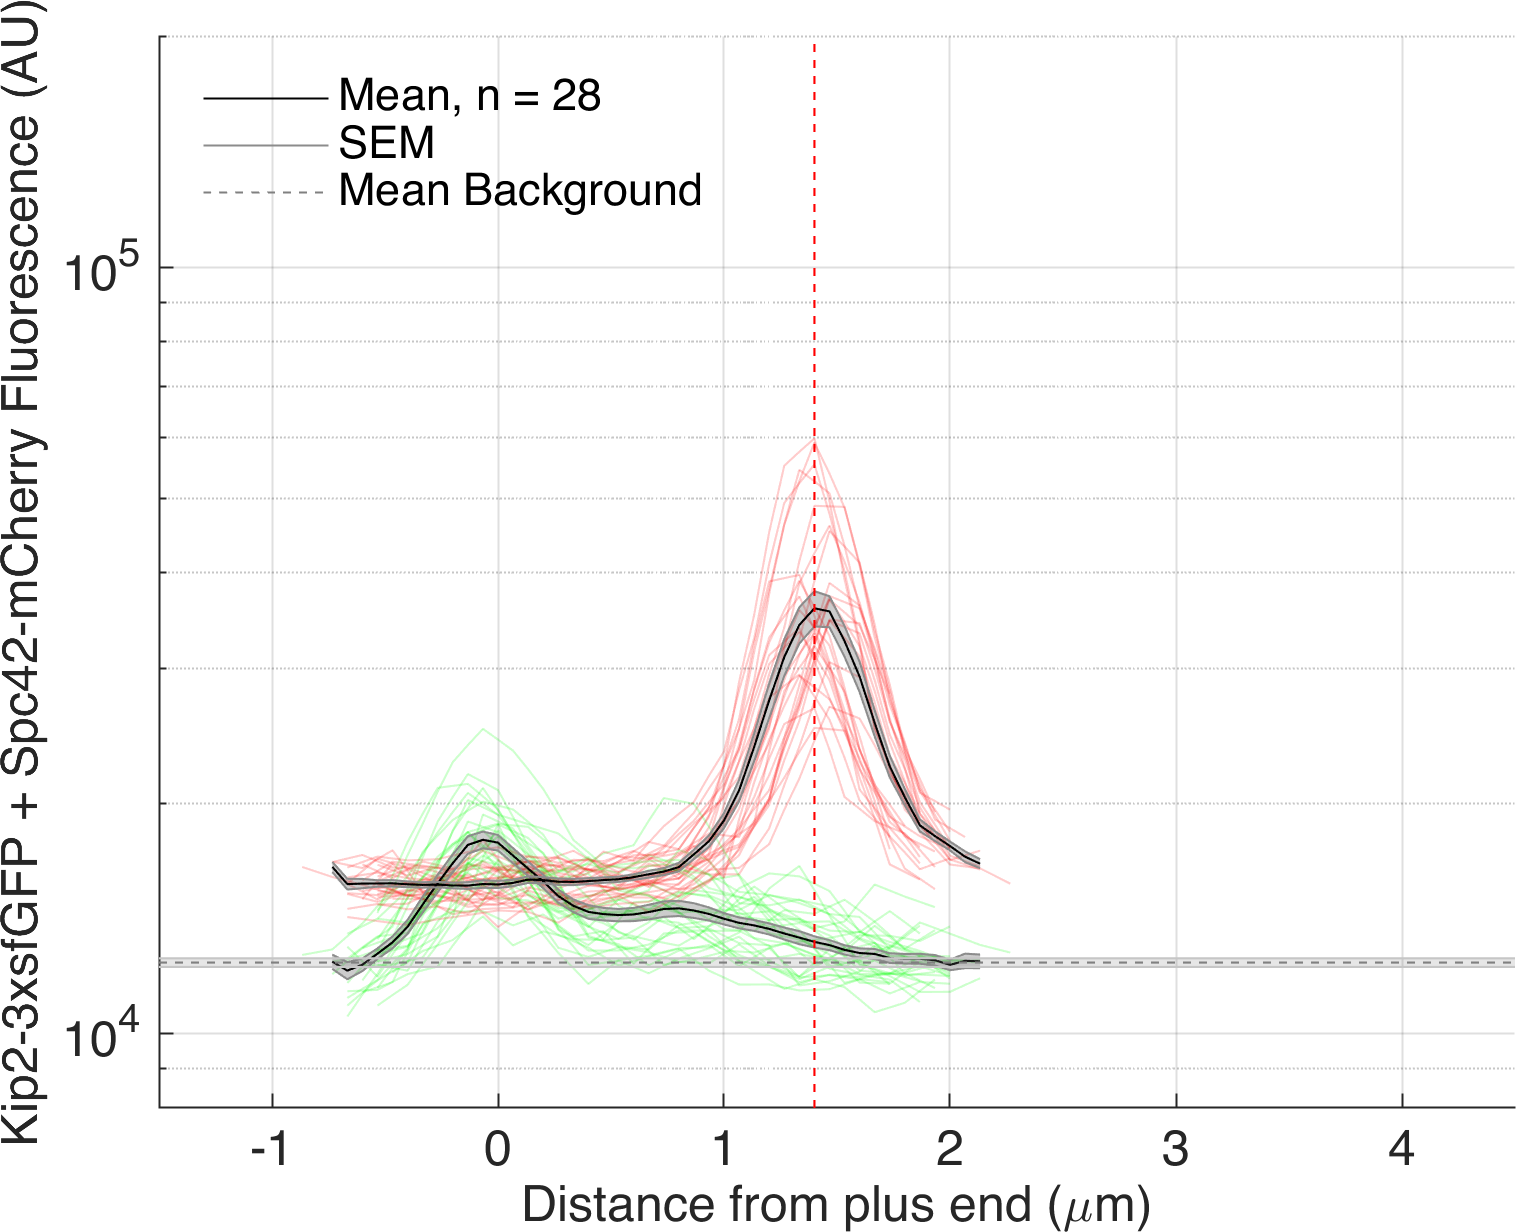 Kip2-3xsfGFP + Spc42-mCherry Fluorescence (AU)
Mean, n = 28
SEM
Mean Background
10^5
10^4
-1 0 1 2 3 4
Distance from plus end (μm)